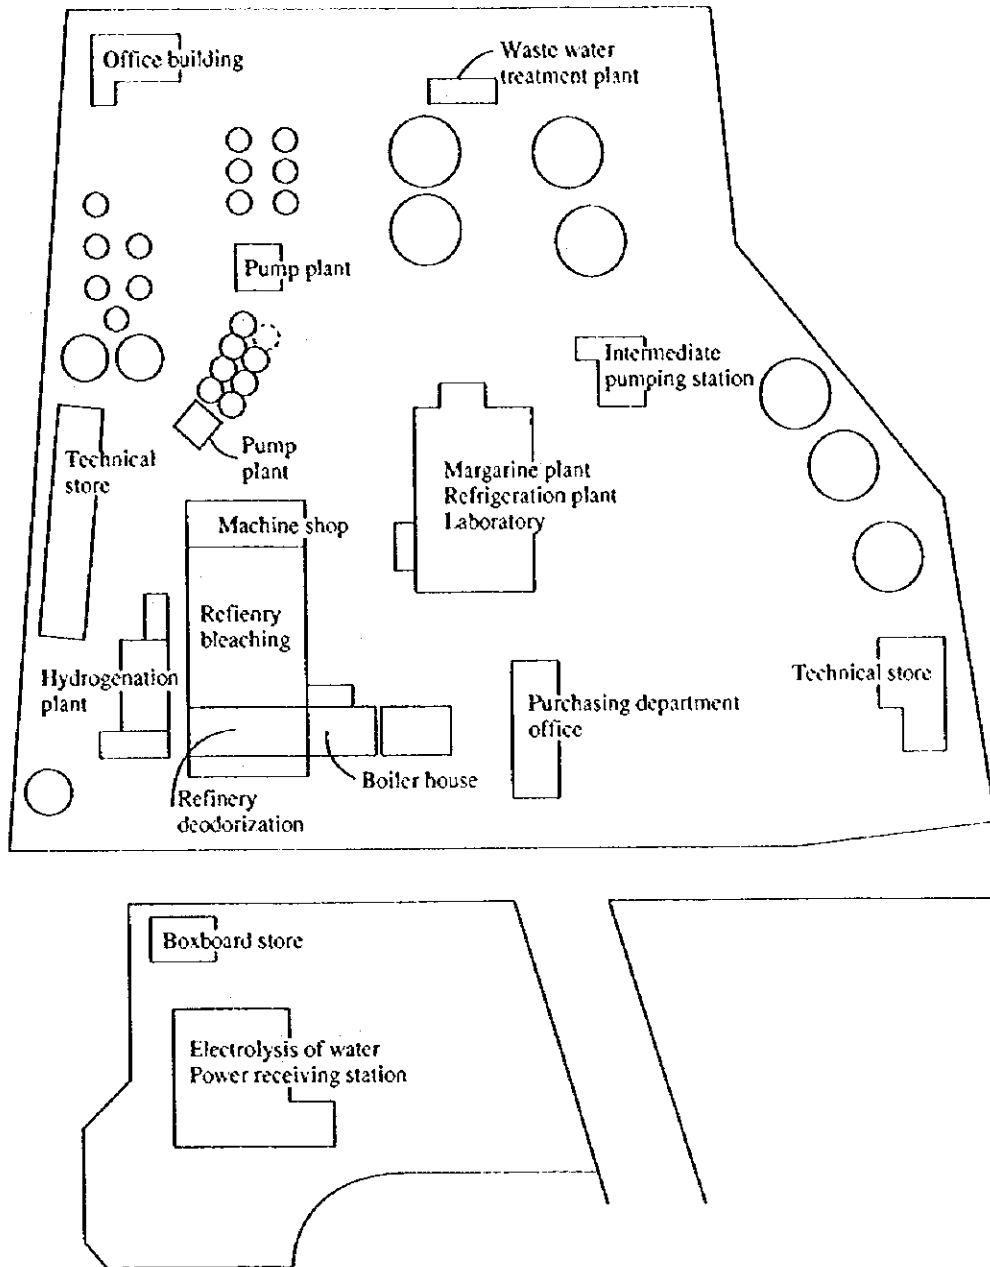 Office building
Waste water
treatment plant
Pump plant
Intermediate
pumping station
Pump
plant
Technical
store
Margarine plant
Refrigeration plant
Laboratory
Machine shop
Refienry
bleaching
Hydrogenation
plant
Purchasing department
office
Technical store
Boiler house
Refinery
deodorization
Boxboard store
Electrolysis of water
Power receiving station